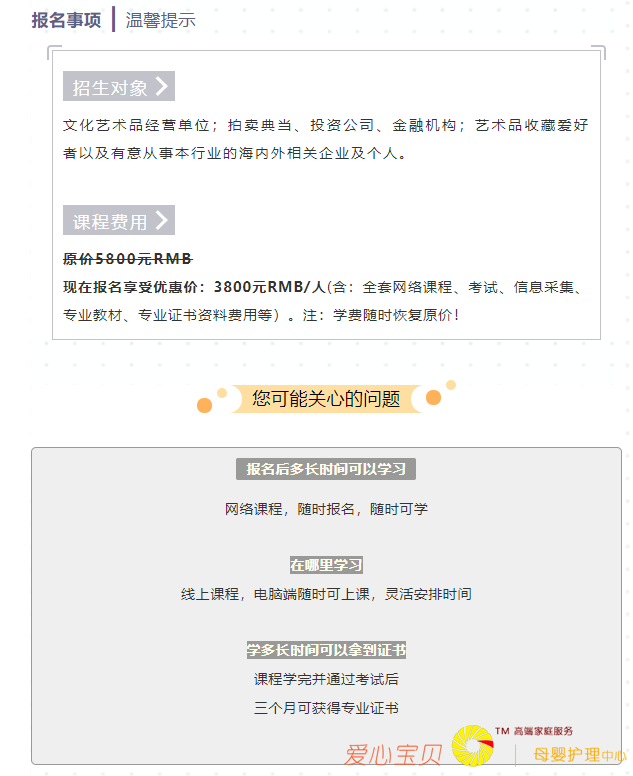 报名事项 | 温馨提示
招生对象
文化艺术品经营单位；拍卖典当、投资公司、金融机构；艺术品收藏爱好
者以及有意从事本行业的海内外相关企业及个人。
课程费用
原价5800元RMB
现在报名享受优惠价：3800元RMB/人(含：全套网络课程、考试、信息采集、
专业教材、专业证书资料费用等）。注：学费随时恢复原价！
您可能关心的问题
报名后多长时间可以学习
网络课程，随时报名，随时可学
在哪里学习
线上课程，电脑端随时可上课，灵活安排时间
学多长时间可以拿到证书
课程学完并通过考试后
三个月可获得专业证书
爱心宝贝
TM 高端家庭服务
母婴护理中心